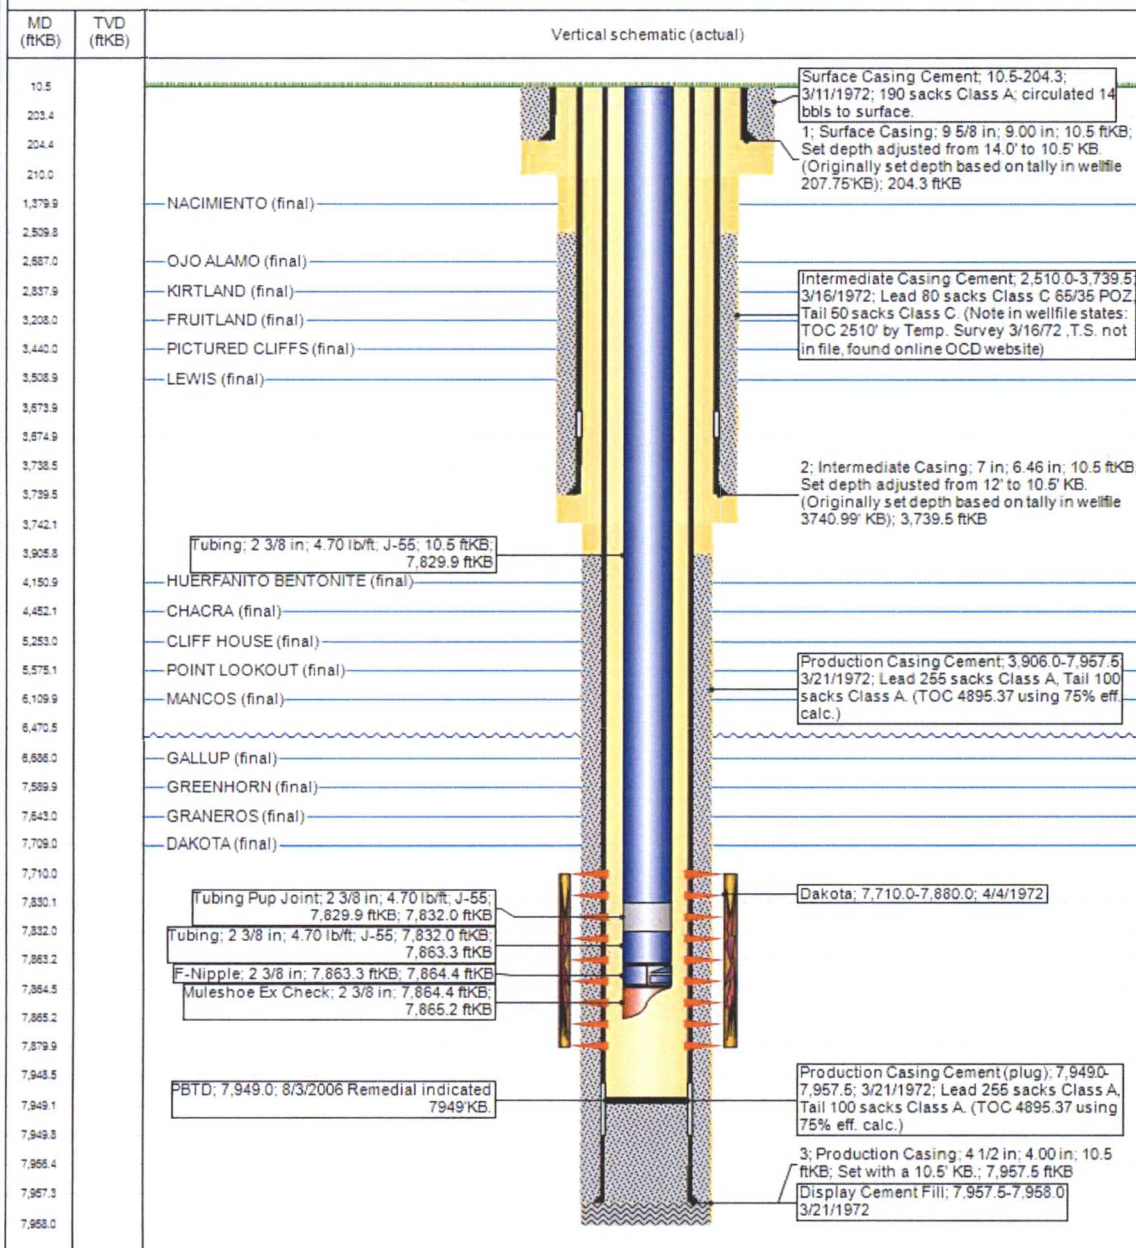 MD
(ftKB)
TVD
(ftKB)
Vertical schematic (actual)
10.5
203.4
204.4
210.0
1,379.9
2,509.8
2,687.0
2,837.9
3,208.0
3,440.0
3,508.9
3,673.9
3,674.9
3,738.5
3,739.5
3,742.1
3,905.8
4,150.9
4,452.1
5,253.0
5,575.1
6,109.9
6,470.5
6,686.0
7,589.9
7,643.0
7,709.0
7,710.0
7,830.1
7,832.0
7,863.2
7,864.5
7,865.2
7,879.9
7,948.5
7,949.1
7,949.8
7,956.4
7,957.3
7,958.0
NACIMIENTO (final)
OJO ALAMO (final)
KIRTLAND (final)
FRUITLAND (final)
PICTURED CLIFFS (final)
LEWIS (final)
Tubing; 2 3/8 in; 4.70 lb/ft; J-55; 10.5 ftKB;
7,829.9 ftKB
HUERFANITO BENTONITE (final)
CHACRA (final)
CLIFF HOUSE (final)
POINT LOOKOUT (final)
MANCOS (final)
GALLUP (final)
GREENHORN (final)
GRANEROS (final)
DAKOTA (final)
Tubing Pup Joint; 2 3/8 in; 4.70 lb/ft; J-55;
7,829.9 ftKB; 7,832.0 ftKB
Tubing; 2 3/8 in; 4.70 lb/ft; J-55; 7,832.0 ftKB;
7,863.3 ftKB
F-Nipple; 2 3/8 in; 7,863.3 ftKB; 7,864.4 ftKB
Muleshoe Ex Check; 2 3/8 in; 7,864.4 ftKB;
7,865.2 ftKB
PBTD; 7,949.0; 8/3/2006 Remedial indicated
7949'KB.
Surface Casing Cement; 10.5-204.3;
3/11/1972; 190 sacks Class A; circulated 14
bbls to surface.
1; Surface Casing; 9 5/8 in; 9.00 in; 10.5 ftKB;
Set depth adjusted from 14.0' to 10.5' KB.
(Originally set depth based on tally in wellfile
207.75'KB); 204.3 ftKB
Intermediate Casing Cement; 2,510.0-3,739.5;
3/16/1972; Lead 80 sacks Class C 65/35 POZ,
Tail 50 sacks Class C. (Note in wellfile states:
TOC 2510' by Temp. Survey 3/16/72 ,T.S. not
in file, found online OCD website)
2; Intermediate Casing; 7 in; 6.46 in; 10.5 ftKB;
Set depth adjusted from 12' to 10.5' KB.
(Originally set depth based on tally in wellfile
3740.99' KB); 3,739.5 ftKB
Production Casing Cement; 3,906.0-7,957.5;
3/21/1972; Lead 255 sacks Class A, Tail 100
sacks Class A. (TOC 4895.37 using 75% eff.
calc.)
Dakota; 7,710.0-7,880.0; 4/4/1972
Production Casing Cement (plug); 7,949.0-
7,957.5; 3/21/1972; Lead 255 sacks Class A,
Tail 100 sacks Class A. (TOC 4895.37 using
75% eff. calc.)
3; Production Casing; 4 1/2 in; 4.00 in; 10.5
ftKB; Set with a 10.5' KB.; 7,957.5 ftKB
Display Cement Fill; 7,957.5-7,958.0;
3/21/1972